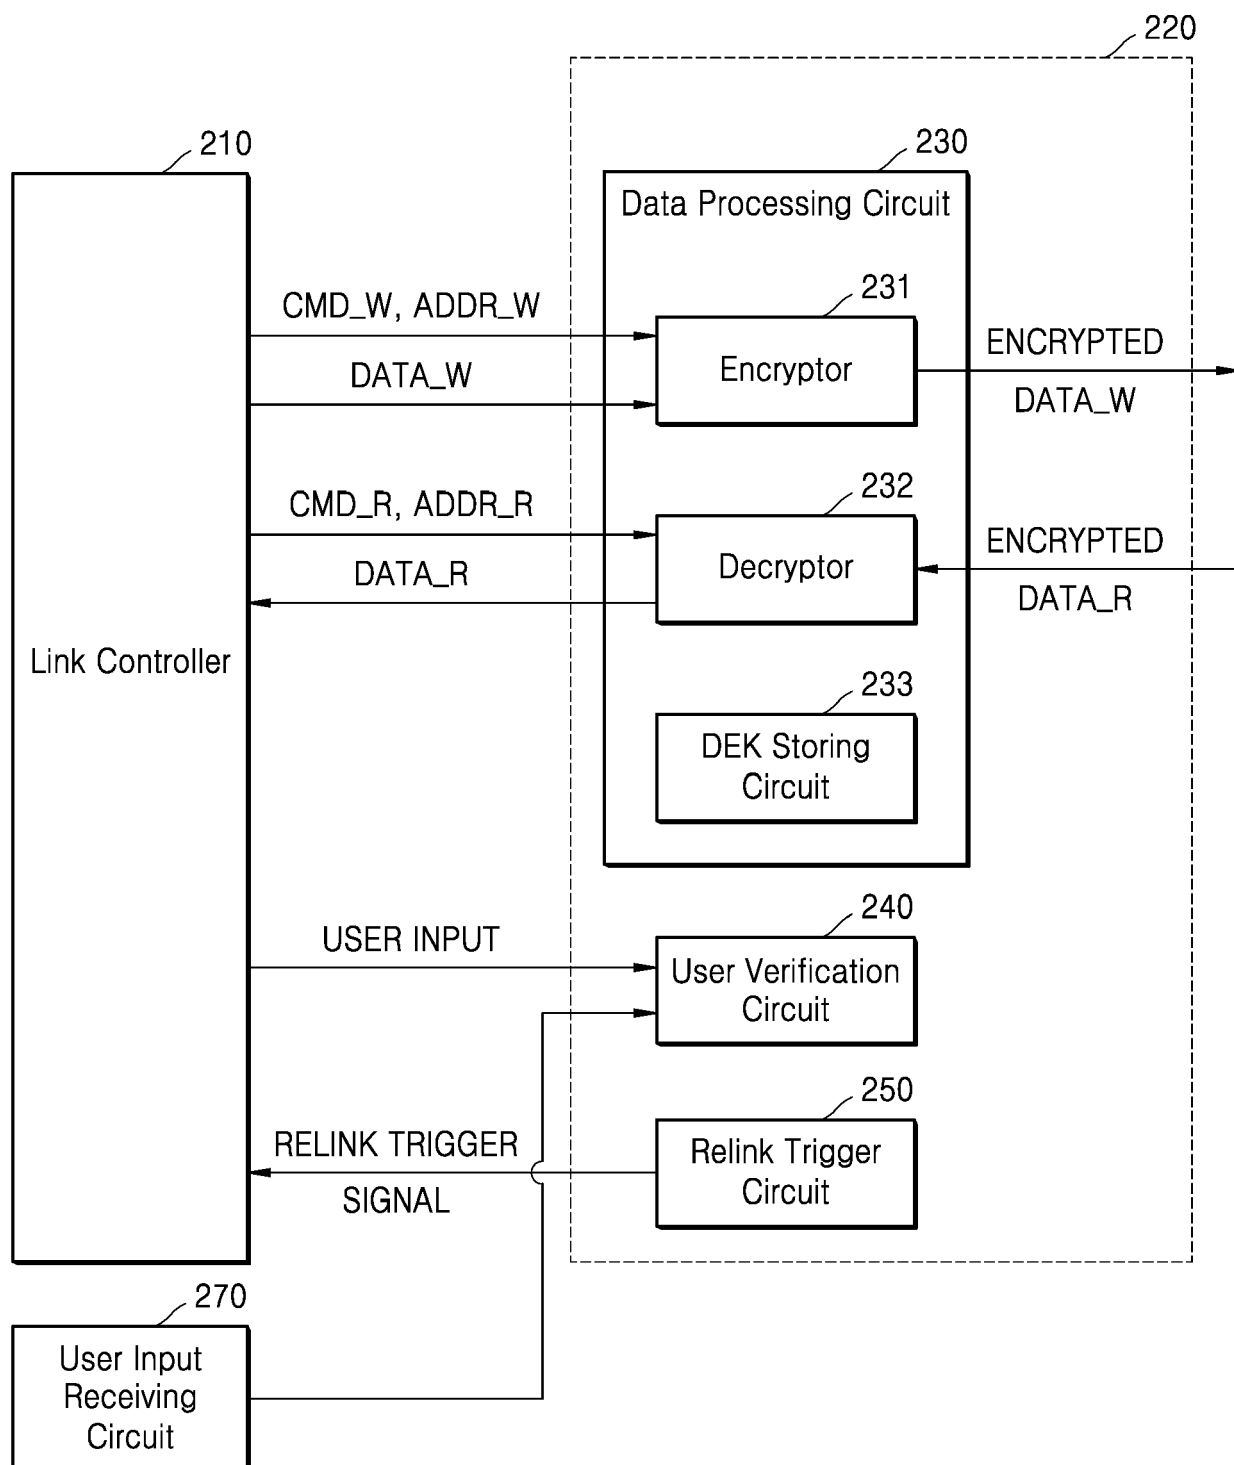 220
210
230
Data Processing Circuit
231
CMD_W, ADDR_W
ENCRYPTED
Encryptor
DATA_W
DATA_W
232
CMD_R, ADDR_R
ENCRYPTED
Decryptor
DATA_R
DATA_R
Link Controller
233
DEK Storing
Circuit
240
USER INPUT
User Verification
Circuit
250
RELINK TRIGGER
SIGNAL
Relink Trigger
Circuit
270
User Input
Receiving
Circuit